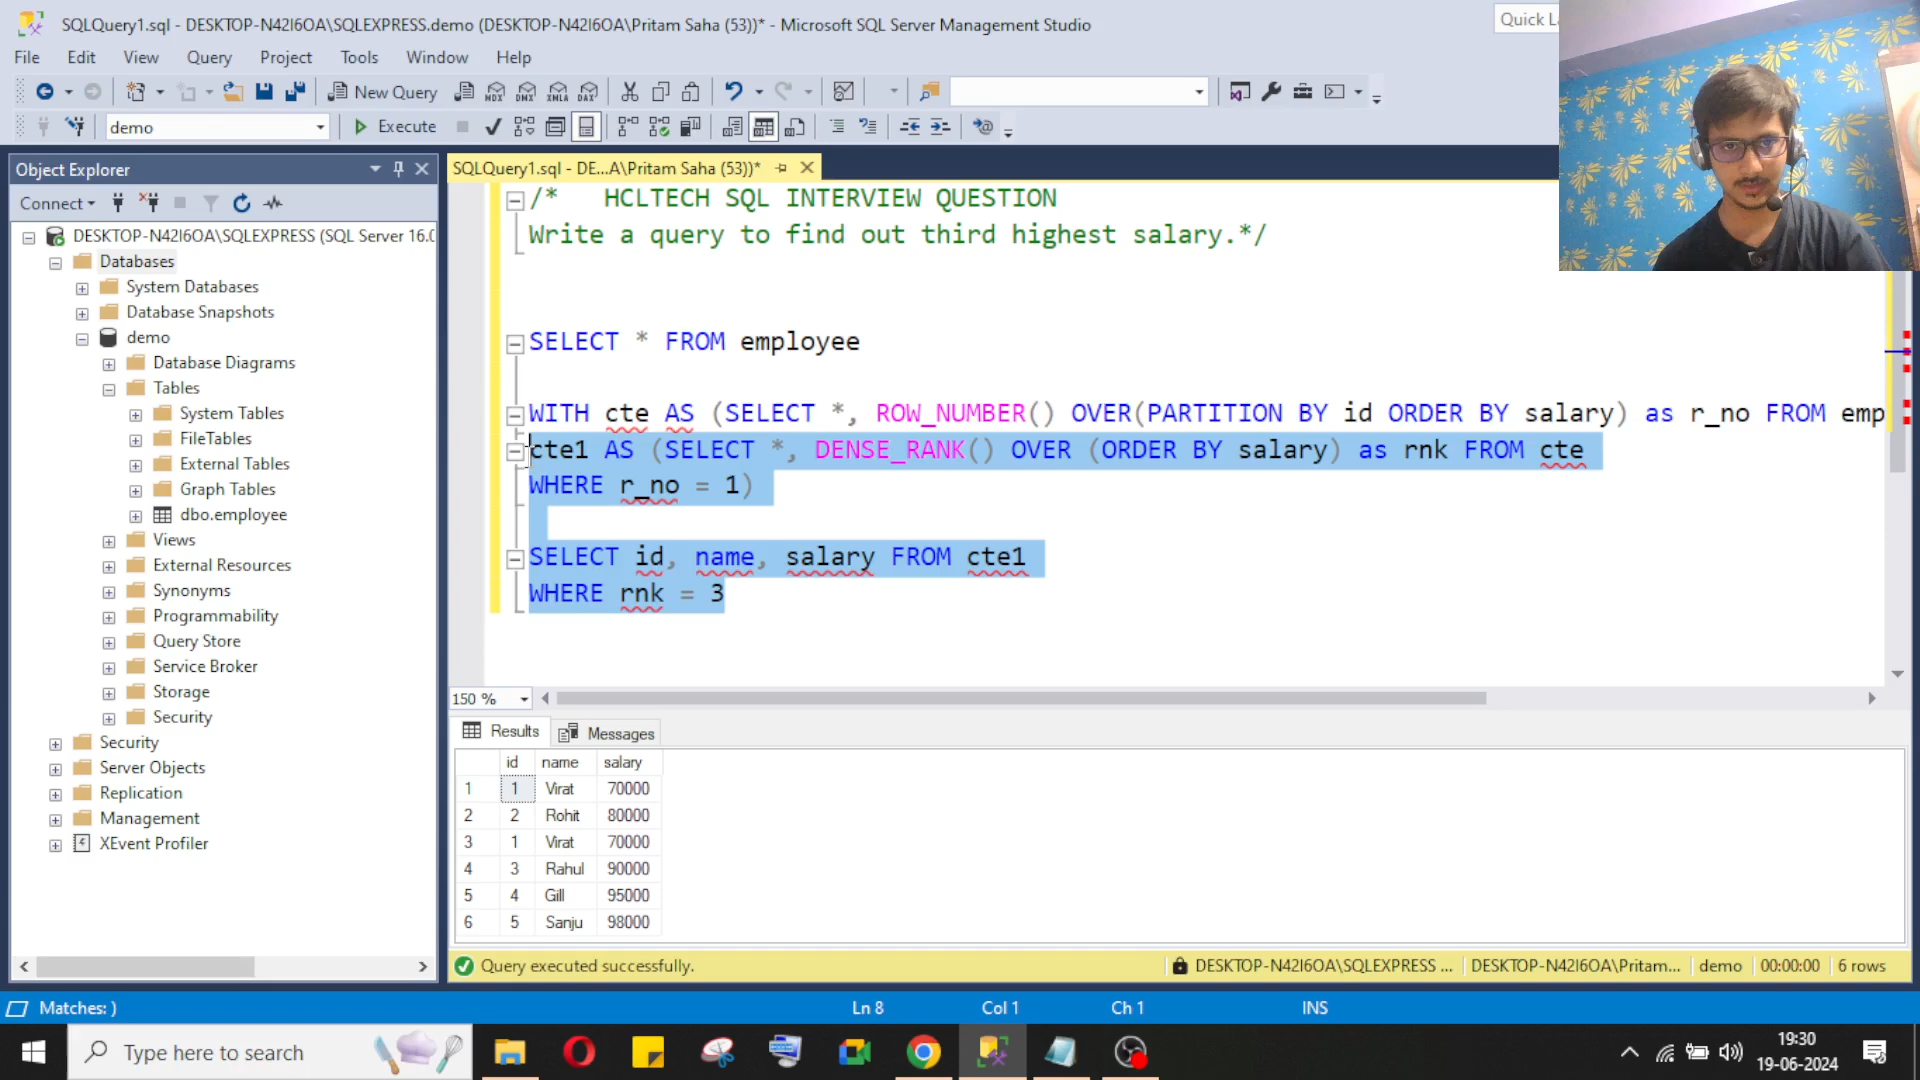 SQLQuery1.sql - DESKTOP-N42I6OA\SQLEXPRESS.demo (DESKTOP-N42I6OA\Pritam Saha (53))* - Microsoft SQL Server Management Studio
Quick L
File Edit View Query Project Tools Window Help
New Query MDX DMX XMLA DAX
demo Execute
Object Explorer
SQLQuery1.sql - DE...A\Pritam Saha (53))*
Connect
DESKTOP-N42I6OA\SQLEXPRESS (SQL Server 16.0
Databases
System Databases
Database Snapshots
demo
Database Diagrams
Tables
System Tables
FileTables
External Tables
Graph Tables
dbo.employee
Views
External Resources
Synonyms
Programmability
Query Store
Service Broker
Storage
Security
Security
Server Objects
Replication
Management
XEvent Profiler
/* HCLTECH SQL INTERVIEW QUESTION
Write a query to find out third highest salary.*/
SELECT * FROM employee
WITH cte AS (SELECT *, ROW_NUMBER() OVER(PARTITION BY id ORDER BY salary) as r_no FROM emp
cte1 AS (SELECT *, DENSE_RANK() OVER (ORDER BY salary) as rnk FROM cte
WHERE r_no = 1)
SELECT id, name, salary FROM cte1
WHERE rnk = 3
150 %
Results Messages
id name salary
1 1 Virat 70000
2 2 Rohit 80000
3 1 Virat 70000
4 3 Rahul 90000
5 4 Gill 95000
6 5 Sanju 98000
Query executed successfully.
DESKTOP-N42I6OA\SQLEXPRESS ... DESKTOP-N42I6OA\Pritam... demo 00:00:00 6 rows
Matches: ) Ln 8 Col 1 Ch 1 INS
Type here to search
19:30
19-06-2024